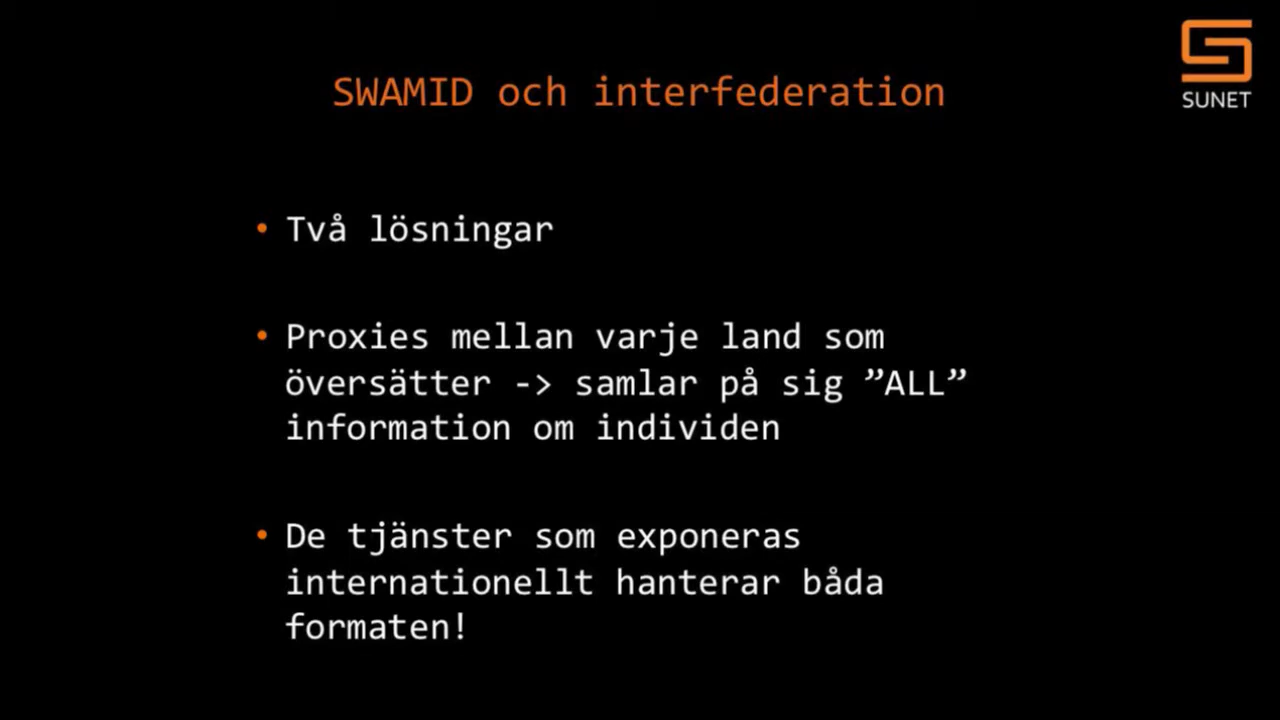 SUNET
SWAMID och interfederation
• Två lösningar
• Proxies mellan varje land som
översätter -> samlar på sig ”ALL”
information om individen
• De tjänster som exponeras
internationellt hanterar båda
formaten!